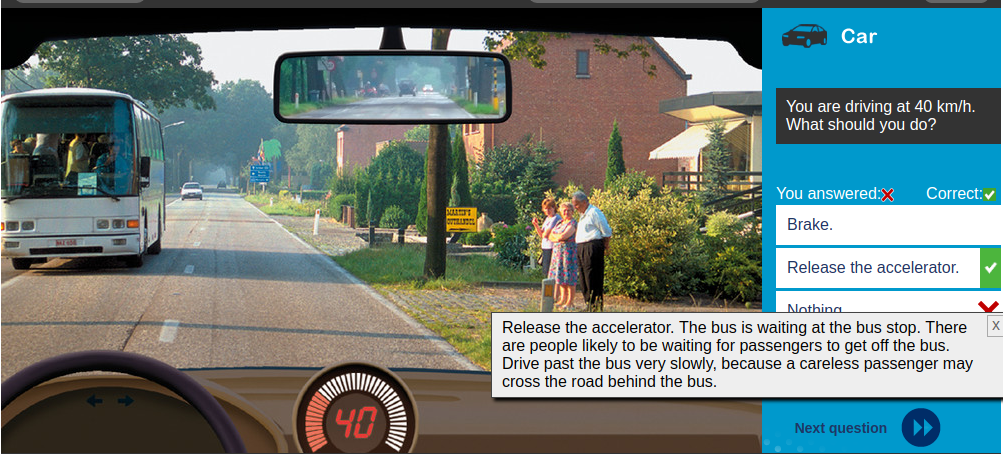 Car
You are driving at 40 km/h.
What should you do?
You answered:
Correct:
Brake.
Release the accelerator.
Nothing
Release the accelerator. The bus is waiting at the bus stop. There
are people likely to be waiting for passengers to get off the bus.
Drive past the bus very slowly, because a careless passenger may
cross the road behind the bus.
X
MARTIN'S
40
Next question